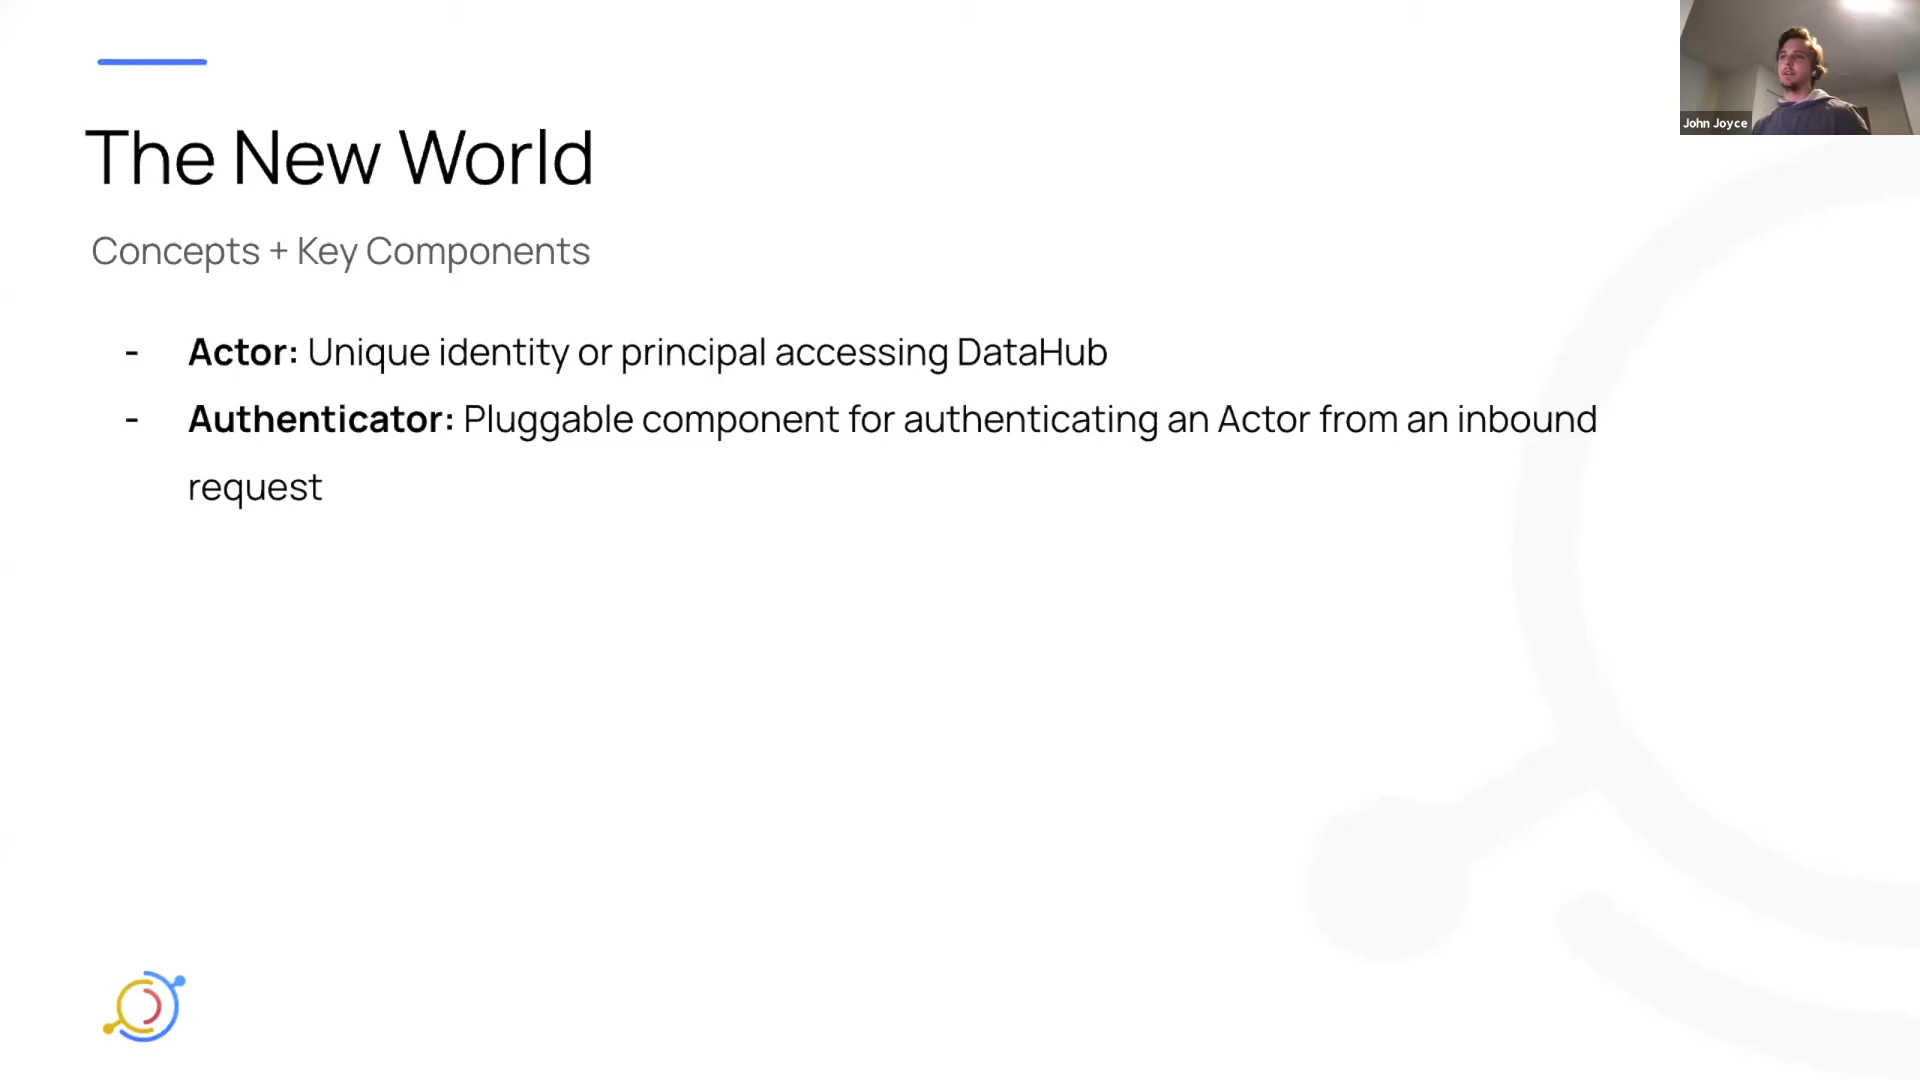 John Joyce
The New World
Concepts + Key Components
- Actor: Unique identity or principal accessing DataHub
- Authenticator: Pluggable component for authenticating an Actor from an inbound
request